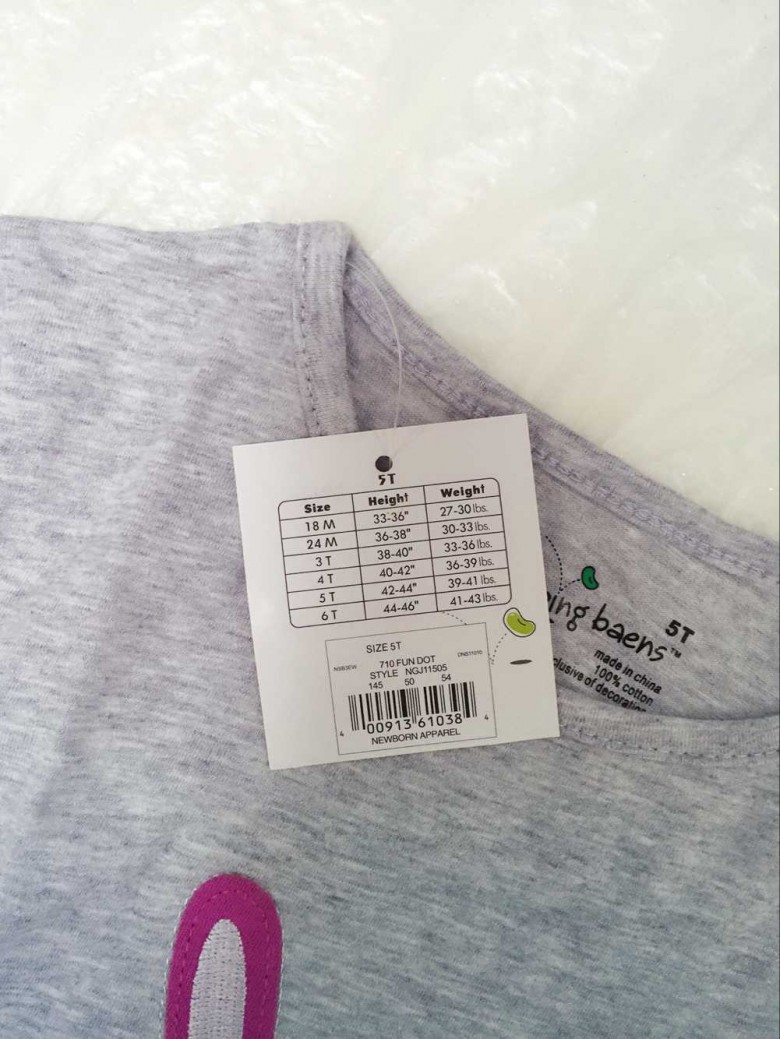 5T
Size Height Weight
18 M 33-36" 27-30 lbs.
24 M 36-38" 30-33 lbs.
3 T 38-40" 33-36 lbs.
4 T 40-42" 36-39 lbs.
5 T 42-44" 39-41 lbs.
6 T 44-46" 41-43 lbs.
SIZE 5T
710 FUN DOT
STYLE NGJ11505
145 50 54
4 00913 61038 4
NEWBORN APPAREL
ing baens™
5T
made in china
100% cotton
clusive of decoration